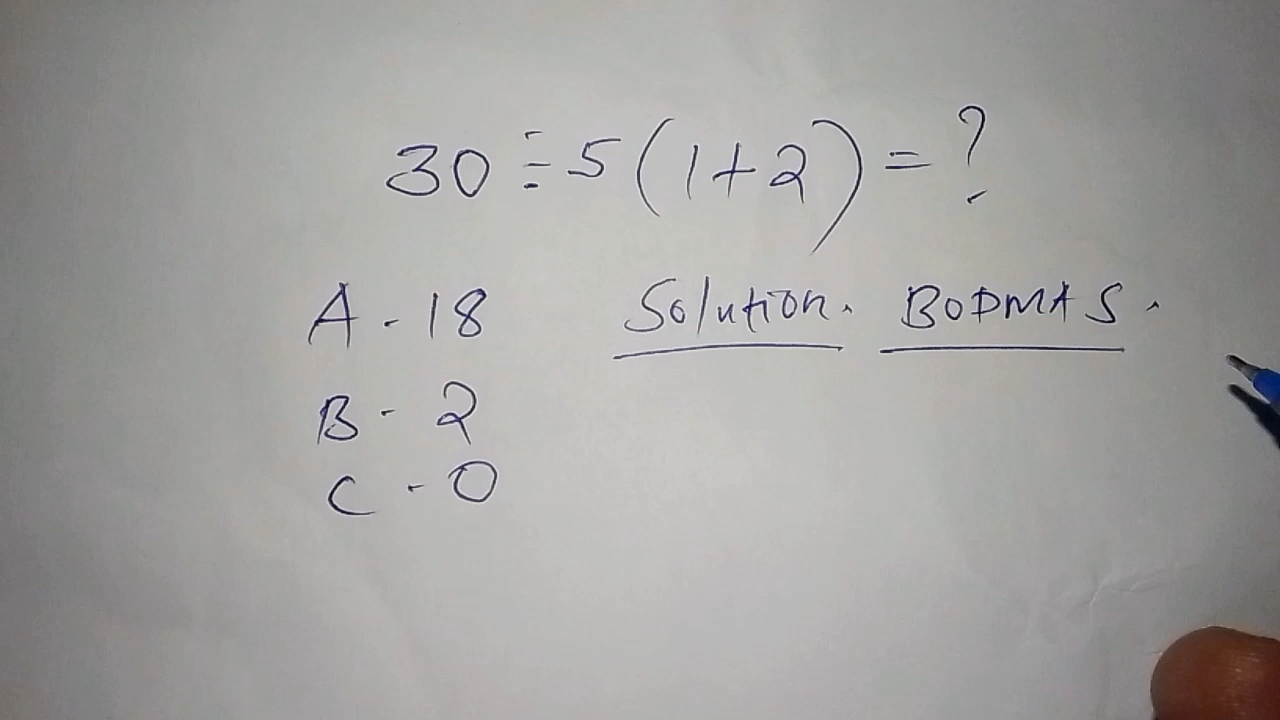 30 ÷ 5 (1+2) = ?
A - 18 Solution. BODMAS.
B - 2
C - 0